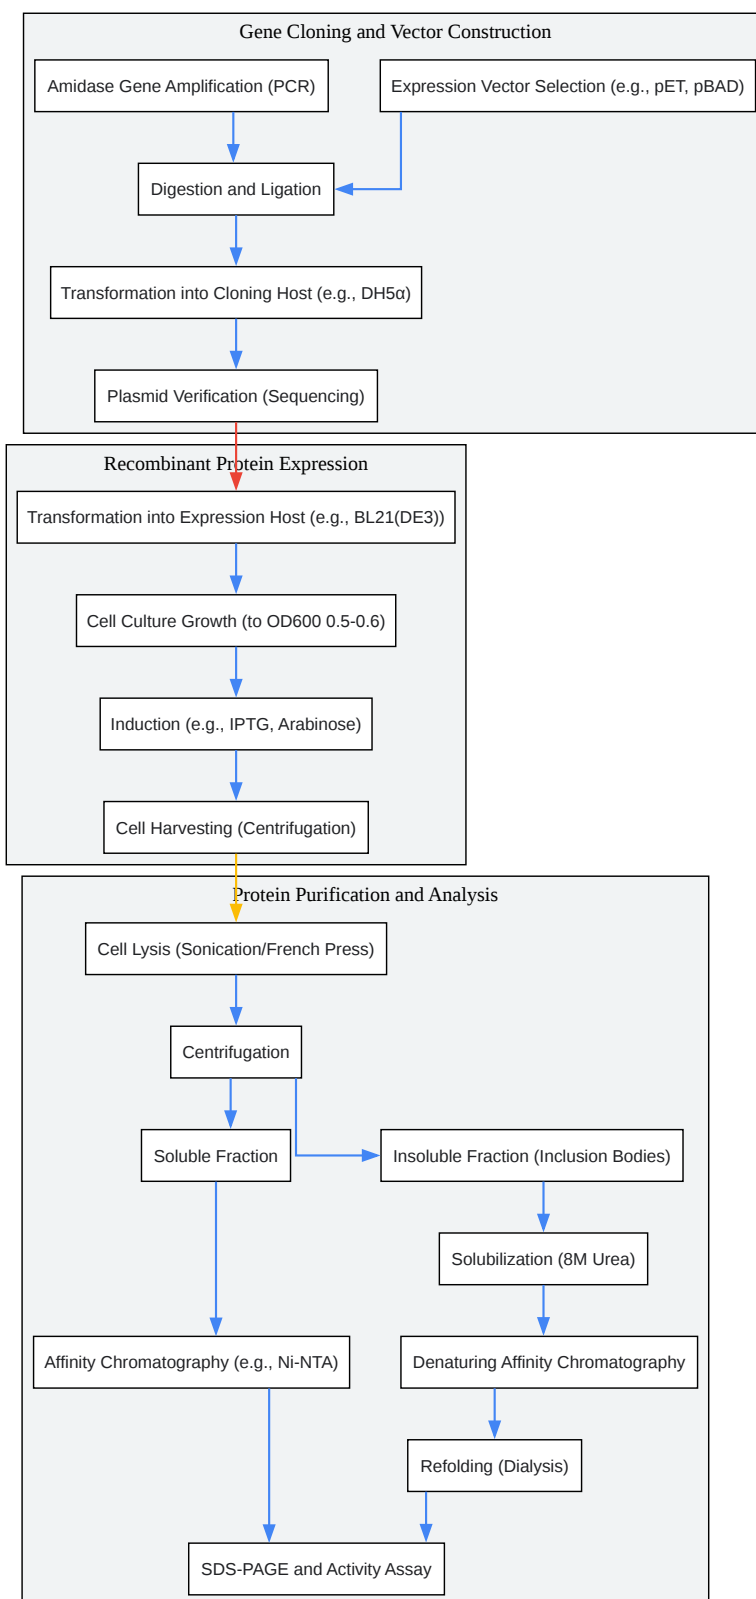 Gene Cloning and Vector Construction
Amidase Gene Amplification (PCR)
Expression Vector Selection (e.g., pET, pBAD)
Digestion and Ligation
Transformation into Cloning Host (e.g., DH5α)
Plasmid Verification (Sequencing)
Recombinant Protein Expression
Transformation into Expression Host (e.g., BL21(DE3))
Cell Culture Growth (to OD600 0.5-0.6)
Induction (e.g., IPTG, Arabinose)
Cell Harvesting (Centrifugation)
Protein Purification and Analysis
Cell Lysis (Sonication/French Press)
Centrifugation
Soluble Fraction
Insoluble Fraction (Inclusion Bodies)
Solubilization (8M Urea)
Affinity Chromatography (e.g., Ni-NTA)
Denaturing Affinity Chromatography
Refolding (Dialysis)
SDS-PAGE and Activity Assay